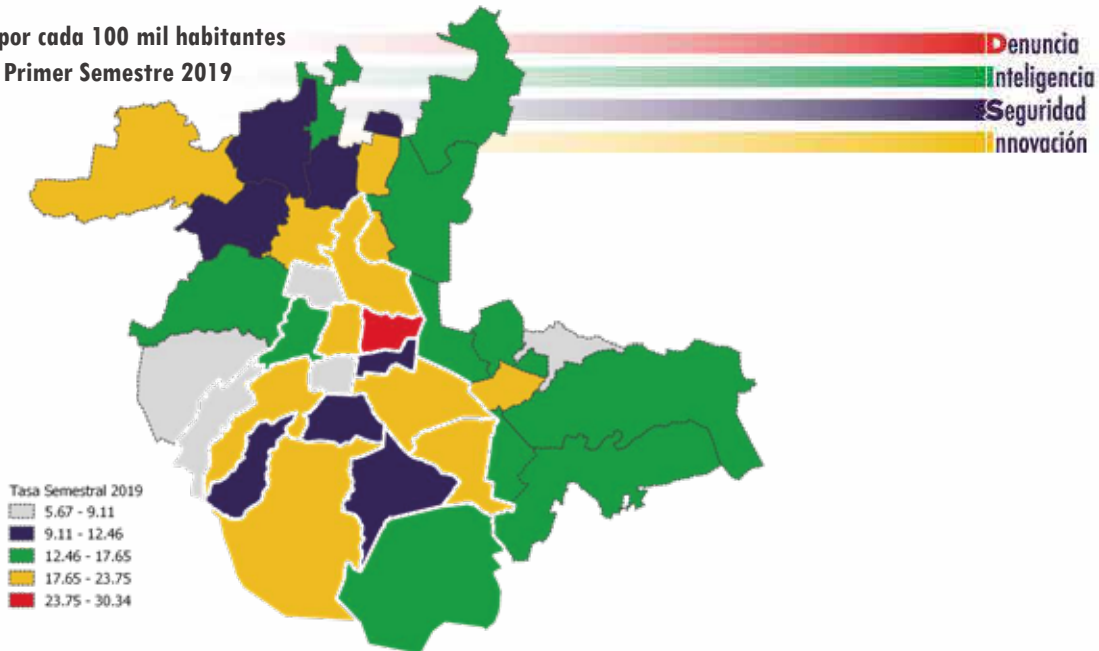 por cada 100 mil habitantes
Primer Semestre 2019
Denuncia
Inteligencia
Seguridad
Innovación
Tasa Semestral 2019
5.67 - 9.11
9.11 - 12.46
12.46 - 17.65
17.65 - 23.75
23.75 - 30.34